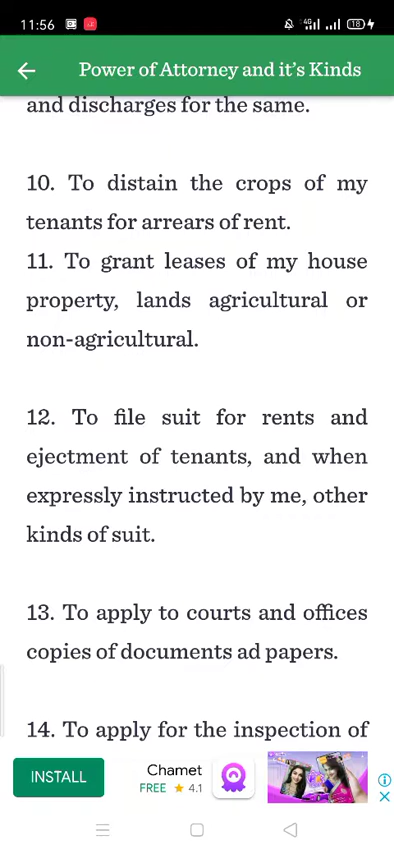 11:56
4G
18
Power of Attorney and it's Kinds
and discharges for the same.
10. To distain the crops of my
tenants for arrears of rent.
11. To grant leases of my house
property, lands agricultural or
non-agricultural.
12. To file suit for rents and
ejectment of tenants, and when
expressly instructed by me, other
kinds of suit.
13. To apply to courts and offices
copies of documents ad papers.
14. To apply for the inspection of
INSTALL
Chamet
FREE ★ 4.1